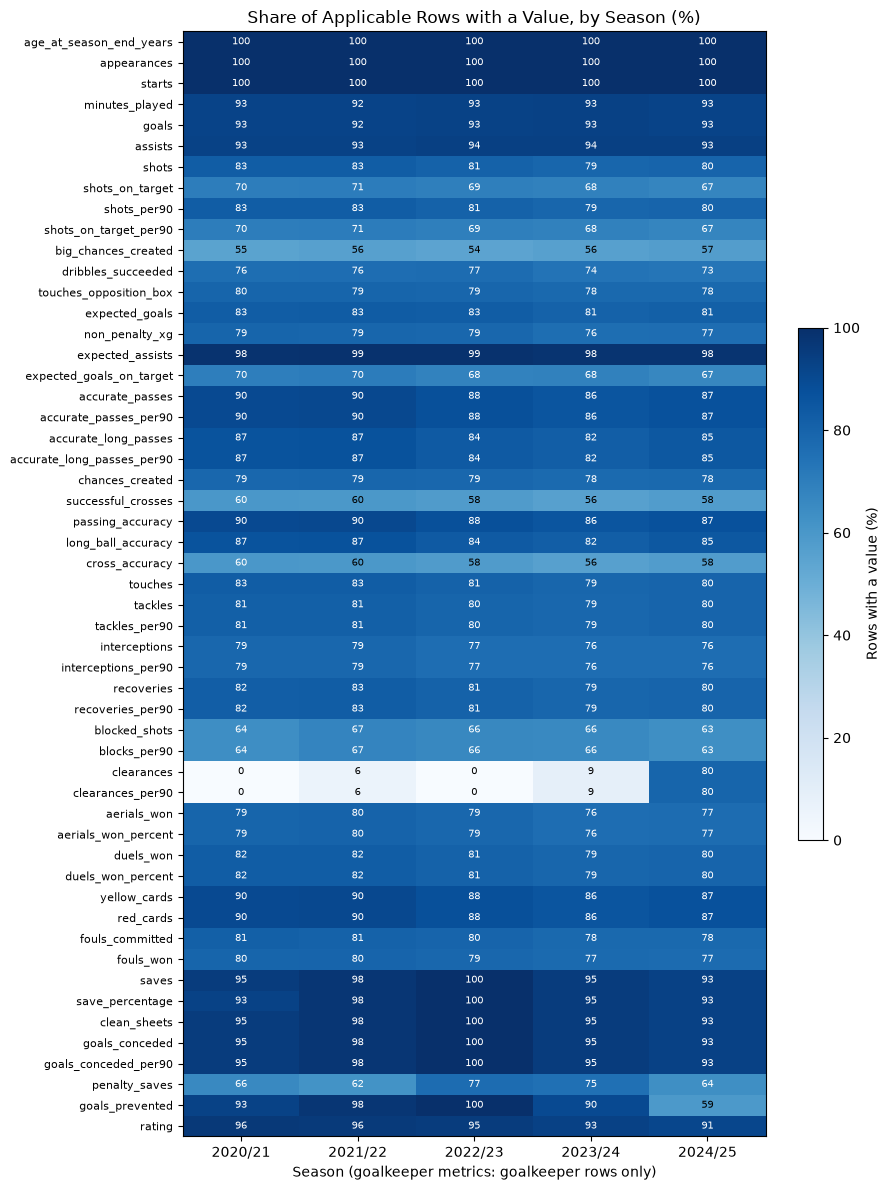 Share of Applicable Rows with a Value, by Season (%)
age_at_season_end_years 100 100 100 100 100
appearances 100 100 100 100 100
starts 100 100 100 100 100
minutes_played 93 92 93 93 93
goals 93 92 93 93 93
assists 93 93 94 94 93
shots 83 83 81 79 80
shots_on_target 70 71 69 68 67
shots_per90 83 83 81 79 80
shots_on_target_per90 70 71 69 68 67
big_chances_created 55 56 54 56 57
dribbles_succeeded 76 76 77 74 73
touches_opposition_box 80 79 79 78 78
expected_goals 83 83 83 81 81
non_penalty_xg 79 79 79 76 77
expected_assists 98 99 99 98 98
expected_goals_on_target 70 70 68 68 67
accurate_passes 90 90 88 86 87
accurate_passes_per90 90 90 88 86 87
accurate_long_passes 87 87 84 82 85
accurate_long_passes_per90 87 87 84 82 85
chances_created 79 79 79 78 78
successful_crosses 60 60 58 56 58
passing_accuracy 90 90 88 86 87
long_ball_accuracy 87 87 84 82 85
cross_accuracy 60 60 58 56 58
touches 83 83 81 79 80
tackles 81 81 80 79 80
tackles_per90 81 81 80 79 80
interceptions 79 79 77 76 76
interceptions_per90 79 79 77 76 76
recoveries 82 83 81 79 80
recoveries_per90 82 83 81 79 80
blocked_shots 64 67 66 66 63
blocks_per90 64 67 66 66 63
clearances 0 6 0 9 80
clearances_per90 0 6 0 9 80
aerials_won 79 80 79 76 77
aerials_won_percent 79 80 79 76 77
duels_won 82 82 81 79 80
duels_won_percent 82 82 81 79 80
yellow_cards 90 90 88 86 87
red_cards 90 90 88 86 87
fouls_committed 81 81 80 78 78
fouls_won 80 80 79 77 77
saves 95 98 100 95 93
save_percentage 93 98 100 95 93
clean_sheets 95 98 100 95 93
goals_conceded 95 98 100 95 93
goals_conceded_per90 95 98 100 95 93
penalty_saves 66 62 77 75 64
goals_prevented 93 98 100 90 59
rating 96 96 95 93 91
2020/21 2021/22 2022/23 2023/24 2024/25
Season (goalkeeper metrics: goalkeeper rows only)
100
80
60
40
20
0
Rows with a value (%)